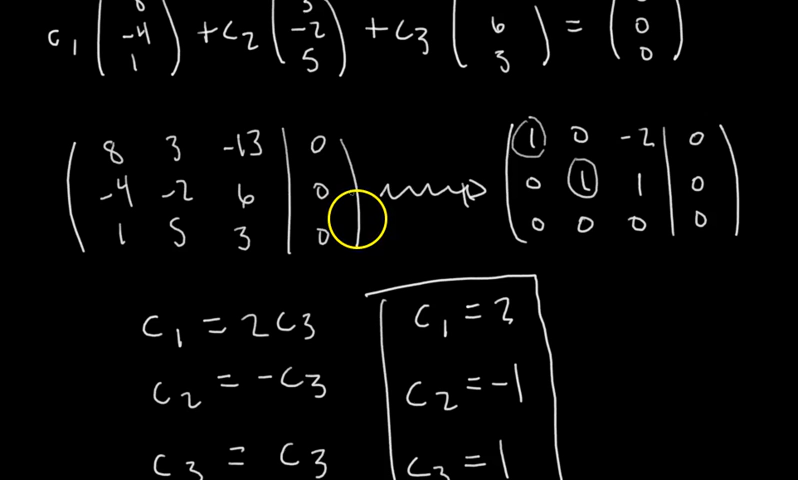 c₁ ( -4 1 ) + c₂ ( -2 5 ) + c₃ ( 6 3 ) = ( 0 0 )
( 8 3 -13 | 0 ) ⟿ ( 1 0 -2 | 0 )
( -4 -2 6 | 0 ) ( 0 1 1 | 0 )
( 1 5 3 | 0 ) ( 0 0 0 | 0 )
c₁ = 2c₃ c₁ = 2
c₂ = -c₃ c₂ = -1
c₃ = c₃ c₃ = 1